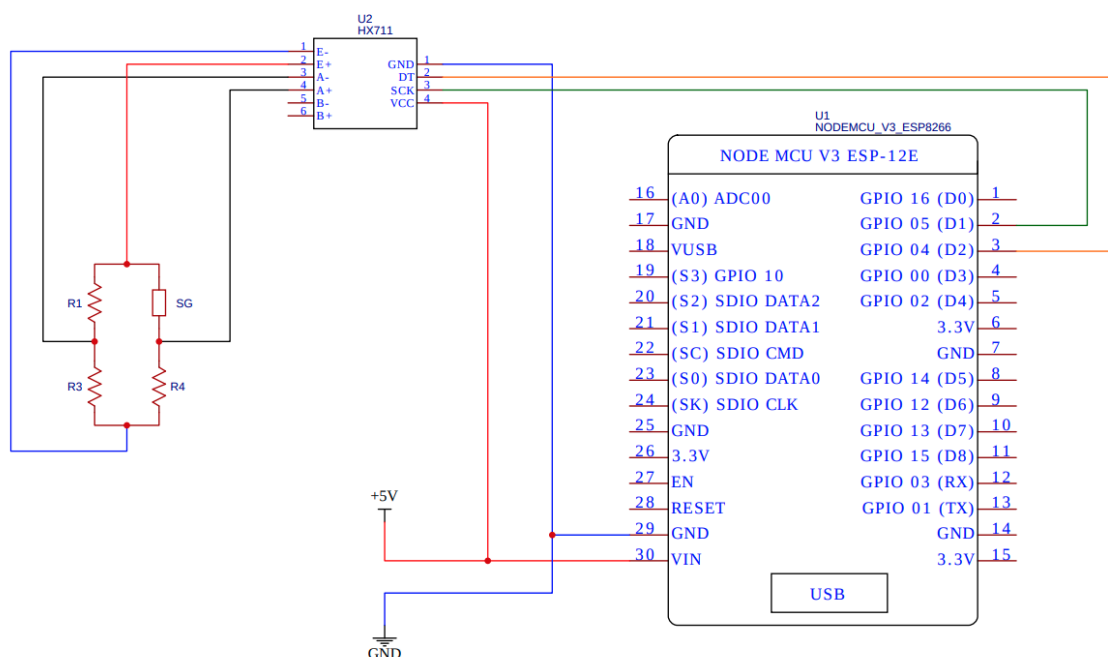 U2
HX711
1 E-
2 E+
3 A-
4 A+
5 B-
6 B+
GND 1
DT 2
SCK 3
VCC 4
U1
NODEMCU_V3_ESP8266
NODE MCU V3 ESP-12E
16 (A0) ADC00 GPIO 16 (D0) 1
17 GND GPIO 05 (D1) 2
18 VUSB GPIO 04 (D2) 3
19 (S3) GPIO 10 GPIO 00 (D3) 4
20 (S2) SDIO DATA2 GPIO 02 (D4) 5
21 (S1) SDIO DATA1 3.3V 6
22 (SC) SDIO CMD GND 7
23 (S0) SDIO DATA0 GPIO 14 (D5) 8
24 (SK) SDIO CLK GPIO 12 (D6) 9
25 GND GPIO 13 (D7) 10
26 3.3V GPIO 15 (D8) 11
27 EN GPIO 03 (RX) 12
28 RESET GPIO 01 (TX) 13
29 GND GND 14
30 VIN 3.3V 15
USB
R1
SG
R3
R4
+5V
GND